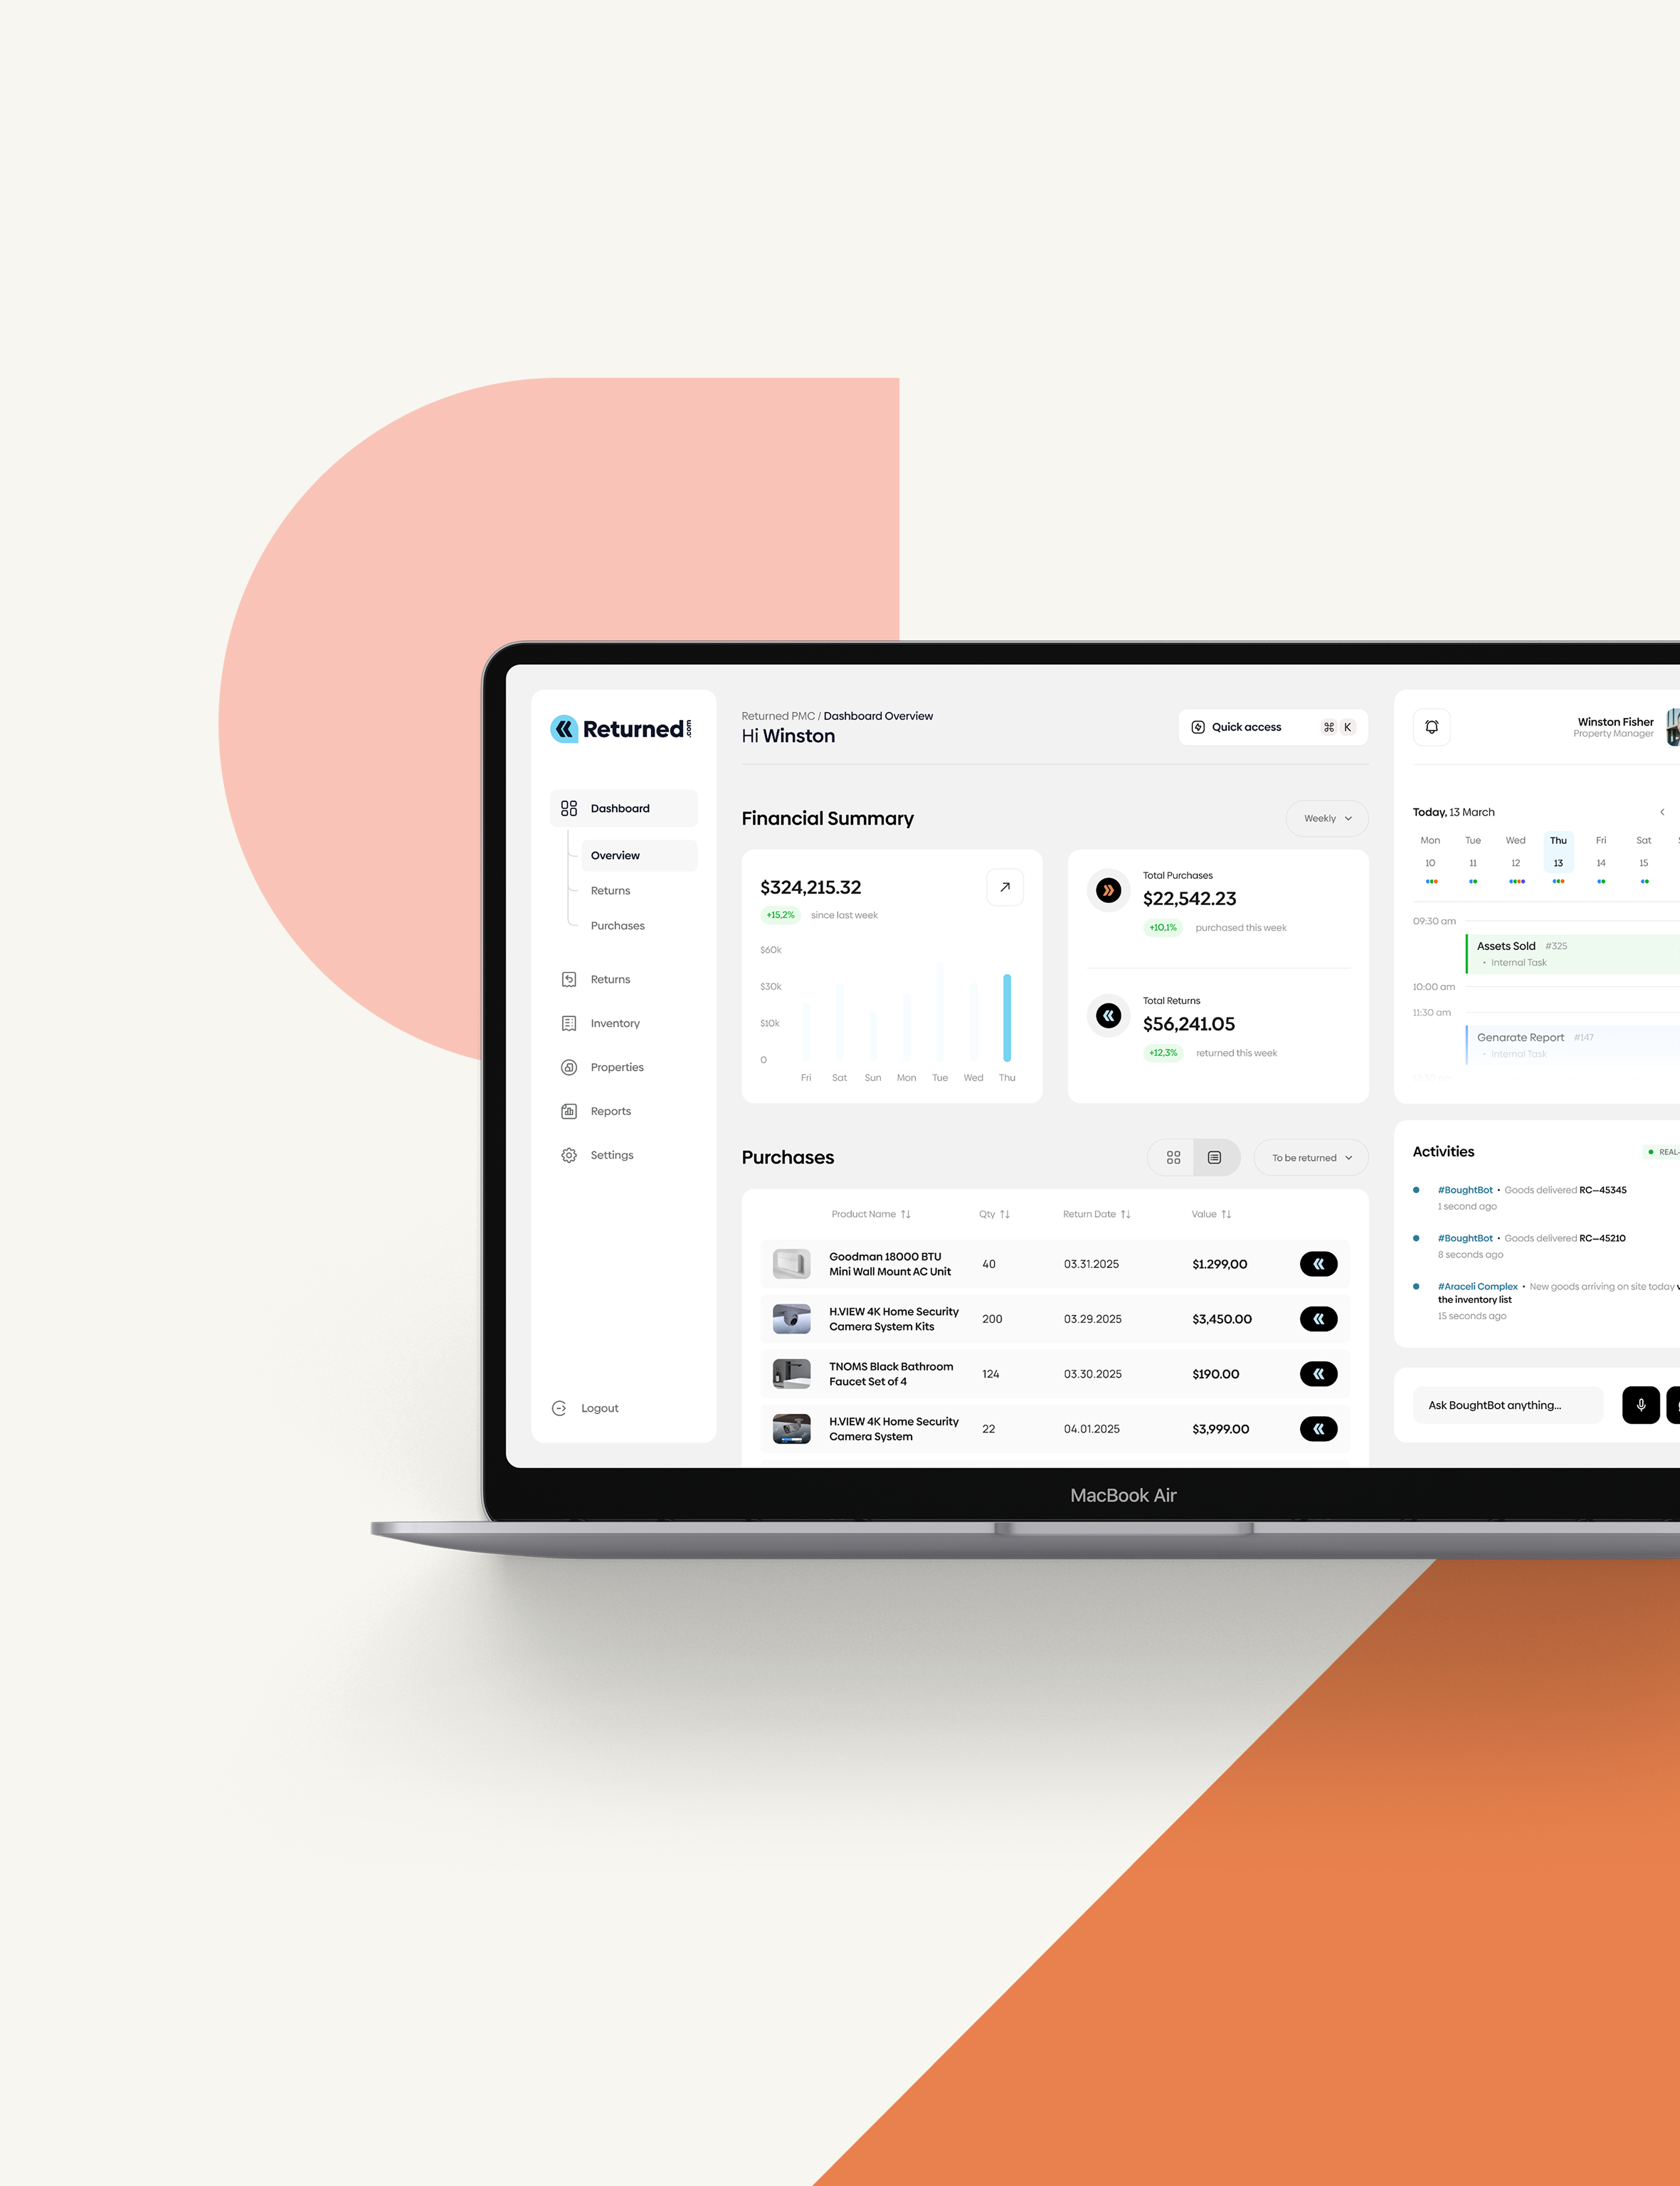 Returned.com
Dashboard
Overview
Returns
Purchases
Returns
Inventory
Properties
Reports
Settings
Logout
Returned PMC / Dashboard Overview
Hi Winston
Quick access
⌘ K
Financial Summary
Weekly
$324,215.32
+15,2% since last week
$60k
$30k
$10k
0
Fri Sat Sun Mon Tue Wed Thu
Total Purchases
$22,542.23
+10,1% purchased this week
Total Returns
$56,241.05
+12,3% returned this week
Purchases
To be returned
Product Name Qty Return Date Value
Goodman 18000 BTU
Mini Wall Mount AC Unit
40 03.31.2025 $1.299,00
H.VIEW 4K Home Security
Camera System Kits
200 03.29.2025 $3,450.00
TNOMS Black Bathroom
Faucet Set of 4
124 03.30.2025 $190.00
H.VIEW 4K Home Security
Camera System
22 04.01.2025 $3,999.00
Winston Fisher
Property Manager
Today, 13 March
Mon Tue Wed Thu Fri Sat
10 11 12 13 14 15
09:30 am
Assets Sold #325
• Internal Task
10:00 am
11:30 am
Genarate Report #147
• Internal Task
Activities
REAL-
#BoughtBot • Goods delivered RC—45345
1 second ago
#BoughtBot • Goods delivered RC—45210
8 seconds ago
#Araceli Complex • New goods arriving on site today
the inventory list
15 seconds ago
Ask BoughtBot anything...
MacBook Air